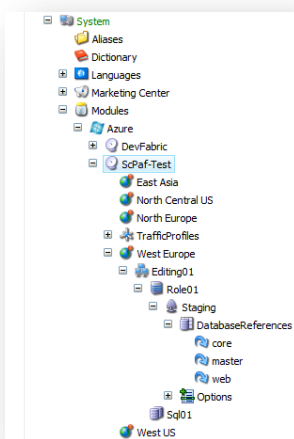 System
Aliases
Dictionary
Languages
Marketing Center
Modules
Azure
DevFabric
ScPaf-Test
East Asia
North Central US
North Europe
TrafficProfiles
West Europe
Editing01
Role01
Staging
DatabaseReferences
core
master
web
Options
Sql01
West US